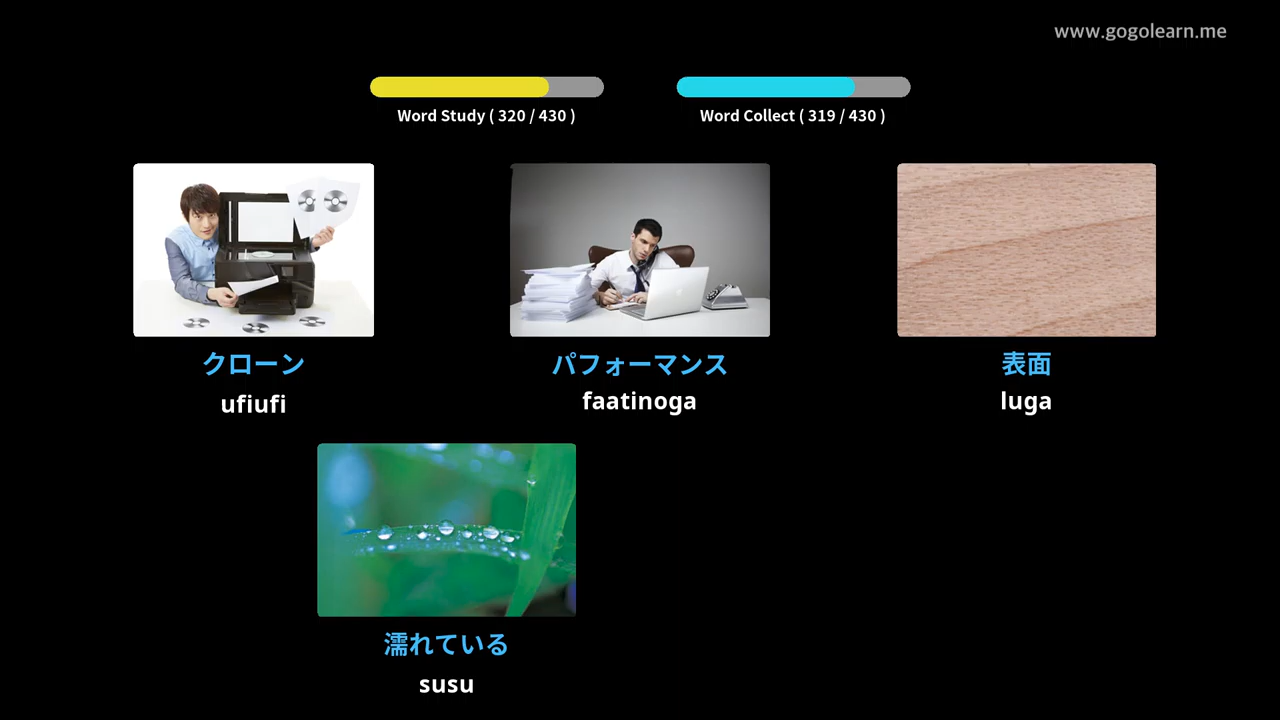 www.gogolearn.me
Word Study ( 320 / 430 )
Word Collect ( 319 / 430 )
クローン
ufiufi
パフォーマンス
faatinoga
表面
luga
濡れている
susu